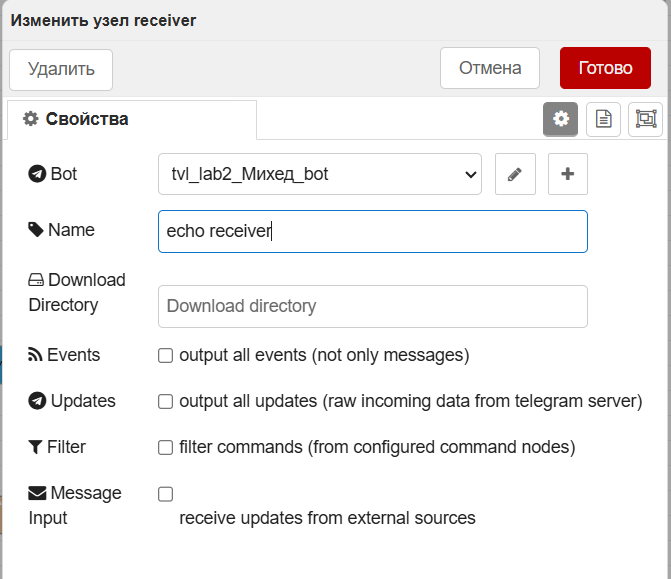 Изменить узел receiver
Удалить
Отмена
Готово
Свойства
Bot
tvl_lab2_Михед_bot
Name
echo receiver
Download
Directory
Download directory
Events
output all events (not only messages)
Updates
output all updates (raw incoming data from telegram server)
Filter
filter commands (from configured command nodes)
Message
Input
receive updates from external sources